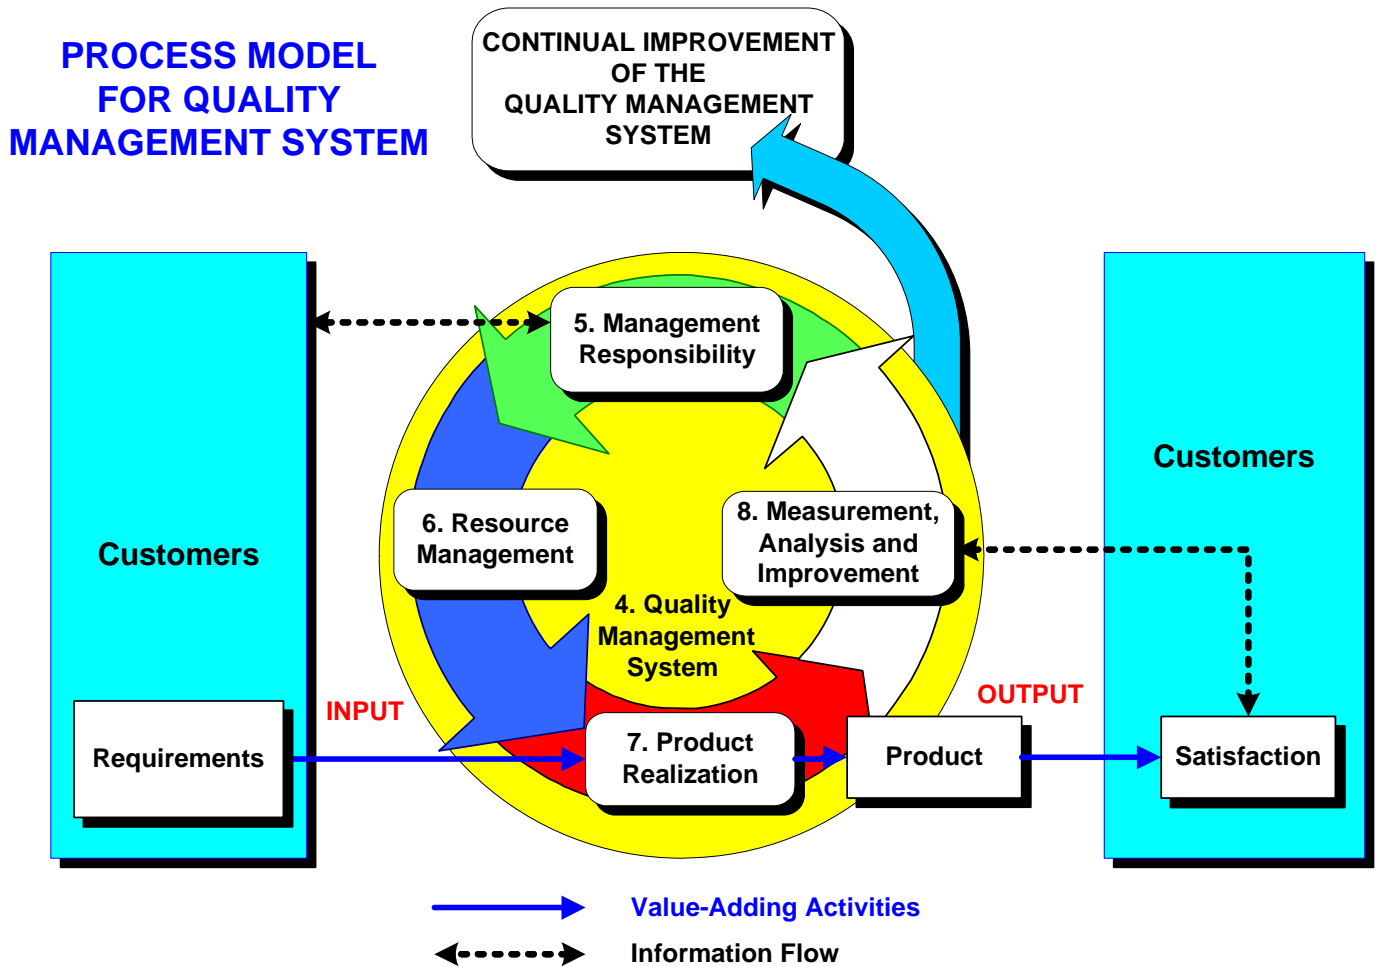 PROCESS MODEL
FOR QUALITY
MANAGEMENT SYSTEM
CONTINUAL IMPROVEMENT
OF THE
QUALITY MANAGEMENT
SYSTEM
5. Management
Responsibility
Customers
6. Resource
Management
8. Measurement,
Analysis and
Improvement
Customers
4. Quality
Management
System
INPUT
OUTPUT
Requirements
7. Product
Realization
Product
Satisfaction
Value-Adding Activities
Information Flow